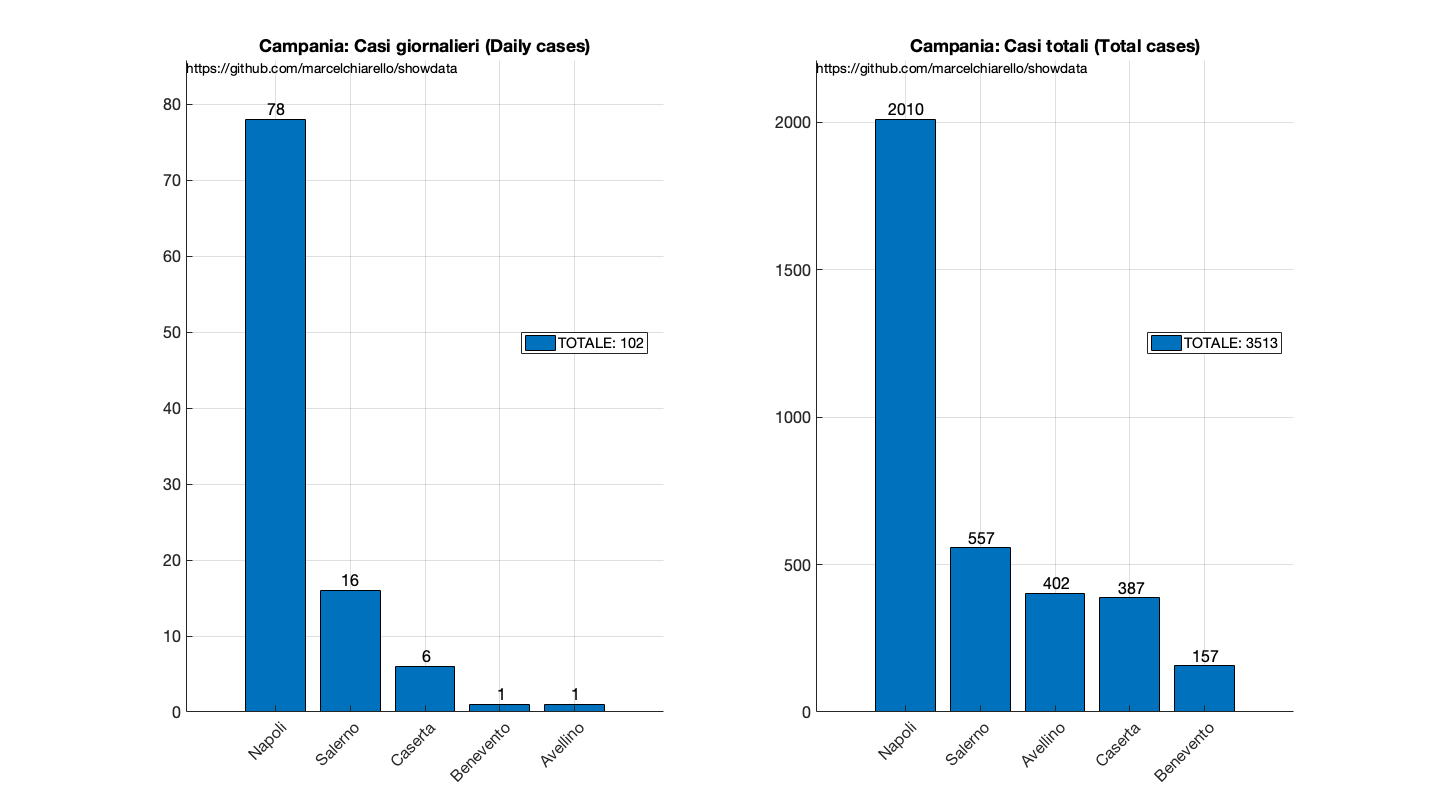 Campania: Casi giornalieri (Daily cases)
https://github.com/marcelchiarello/showdata
80
70
60
50
40
30
20
10
0
78
16
6
1
1
TOTALE: 102
Napoli
Salerno
Caserta
Benevento
Avellino
Campania: Casi totali (Total cases)
https://github.com/marcelchiarello/showdata
2000
1500
1000
500
0
2010
557
402
387
157
TOTALE: 3513
Napoli
Salerno
Avellino
Caserta
Benevento